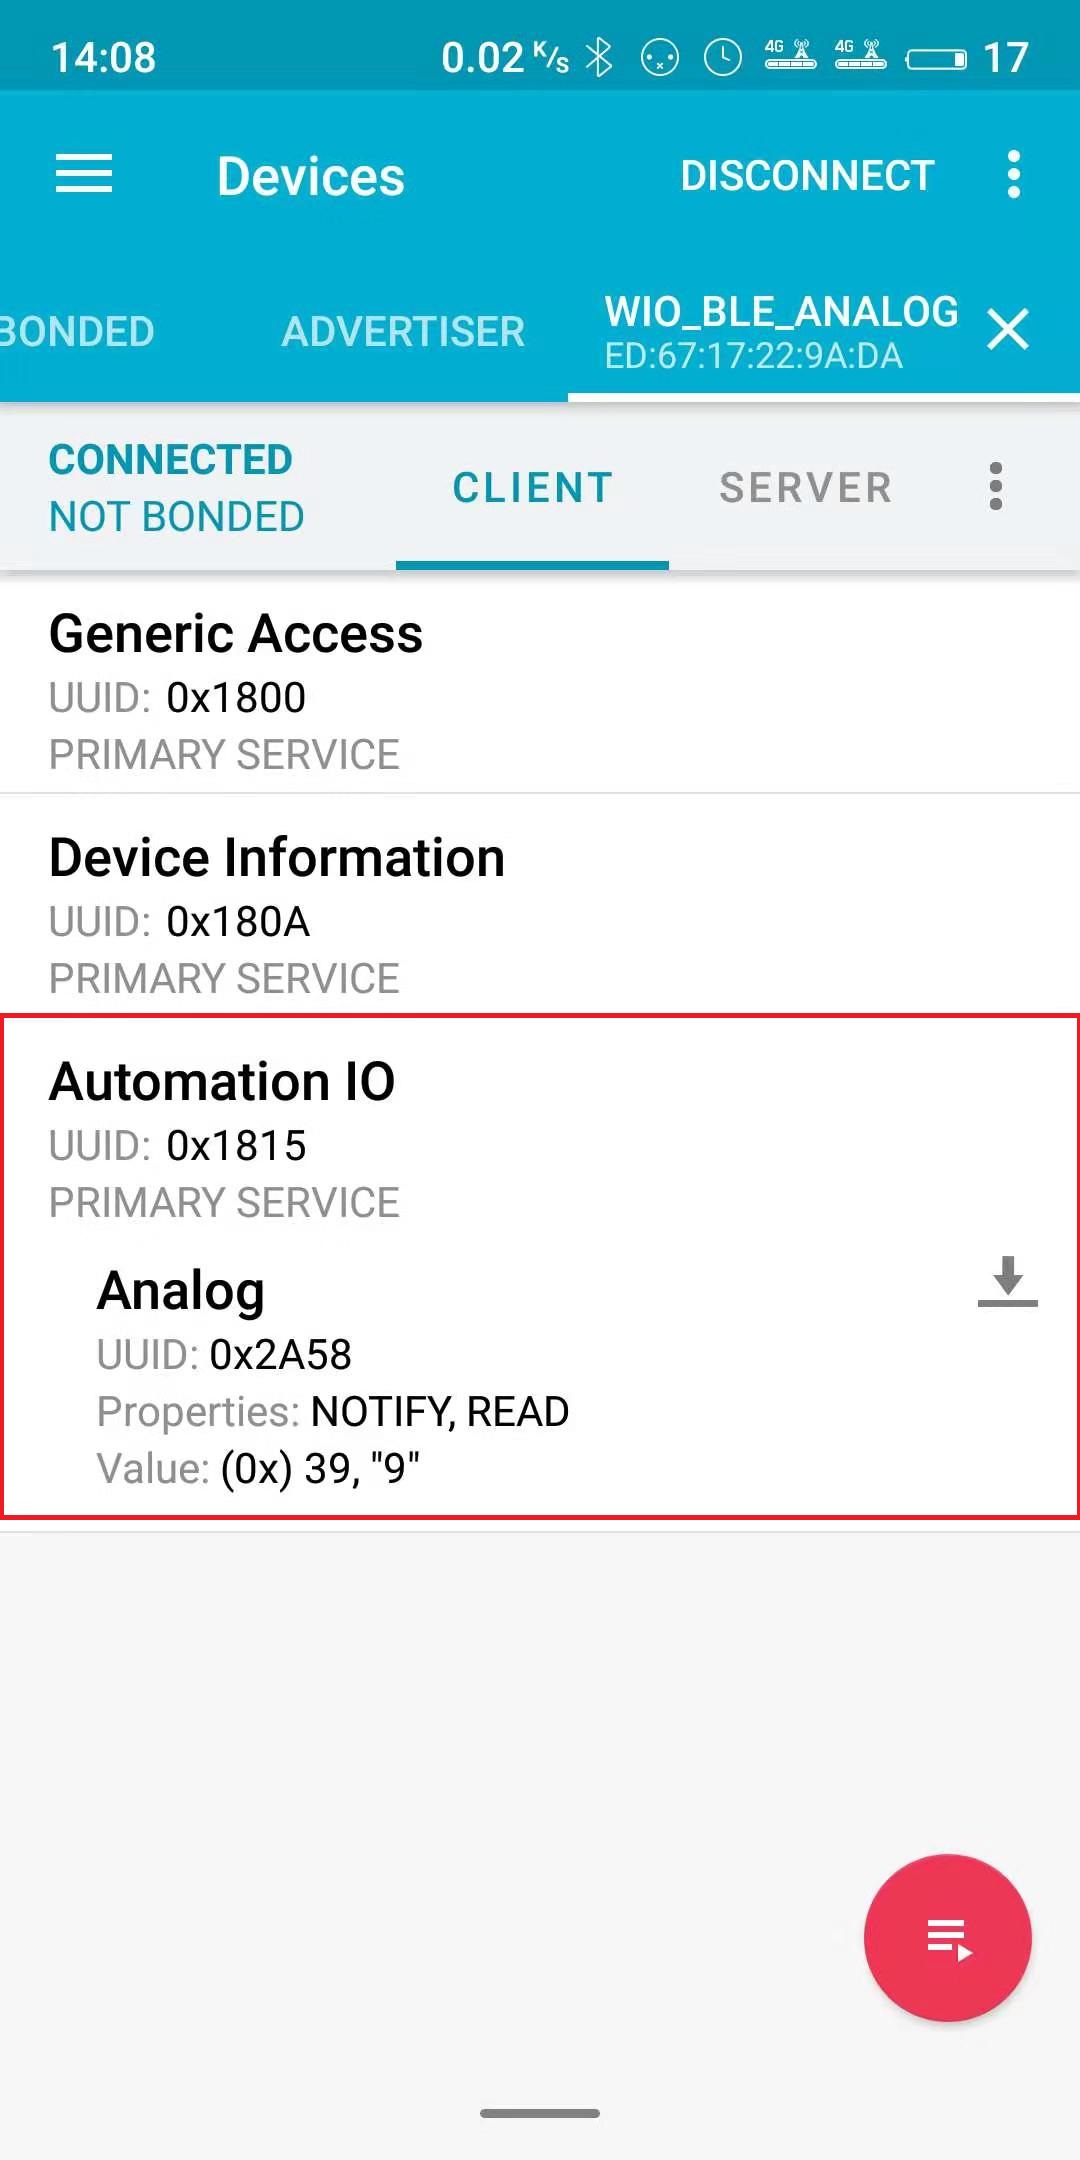 14:08 0.02 K/s 4G 4G 17
Devices DISCONNECT
BONDED ADVERTISER WIO_BLE_ANALOG
ED:67:17:22:9A:DA
CONNECTED
NOT BONDED
CLIENT SERVER
Generic Access
UUID: 0x1800
PRIMARY SERVICE
Device Information
UUID: 0x180A
PRIMARY SERVICE
Automation IO
UUID: 0x1815
PRIMARY SERVICE
Analog
UUID: 0x2A58
Properties: NOTIFY, READ
Value: (0x) 39, "9"